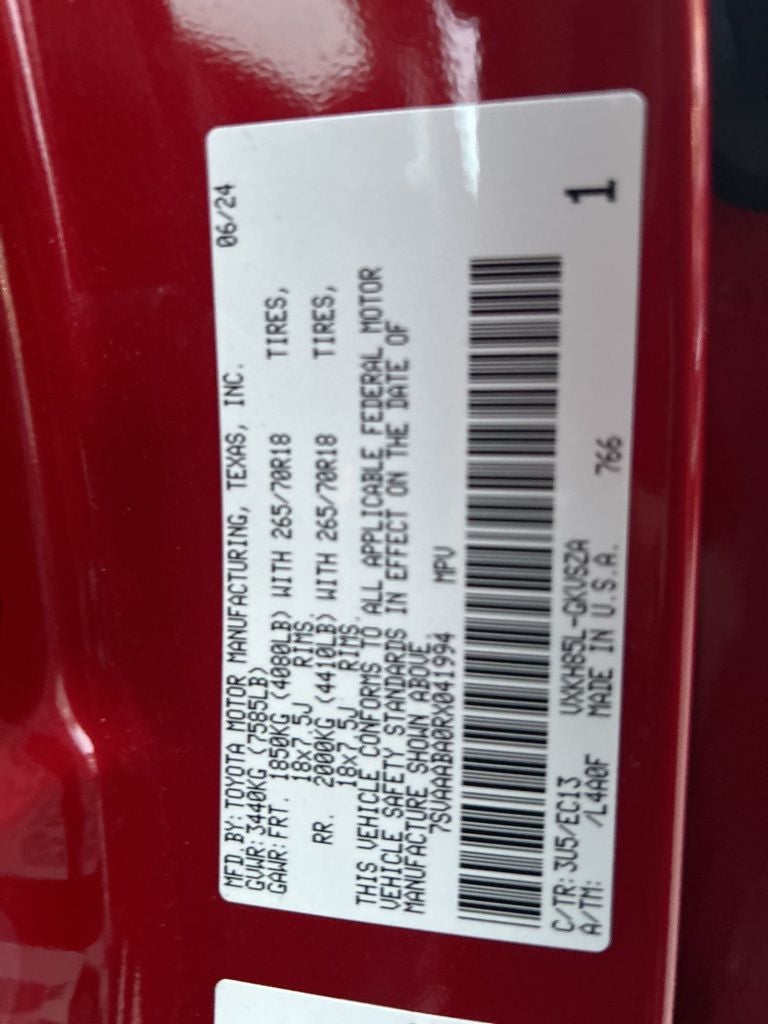 MFD.BY: TOYOTA MOTOR MANUFACTURING, TEXAS, INC. 06/24
GVWR: 3440KG (7585LB)
GAWR: FRT. 1850KG (4080LB) WITH 265/70R18 TIRES,
18x7.5J RIMS.
RR. 2000KG (4410LB) WITH 265/70R18 TIRES,
18x7.5J RIMS.
THIS VEHICLE CONFORMS TO ALL APPLICABLE FEDERAL MOTOR
VEHICLE SAFETY STANDARDS IN EFFECT ON THE DATE OF
MANUFACTURE SHOWN ABOVE.
7SVAAABA0RX041994 MPV
C/TR: 3U5/EC13 VXKH85L-GKVSZA
A/TM: /L4A0F MADE IN U.S.A. 766
1